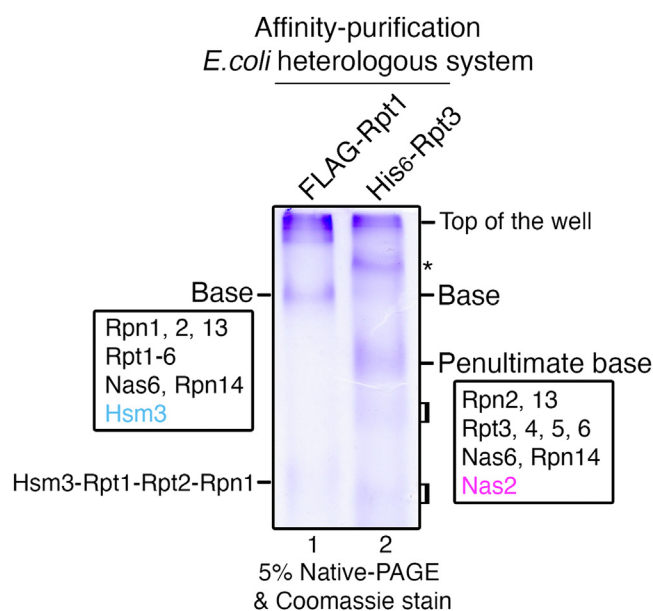 Affinity-purification
E.coli heterologous system
FLAG-Rpt1
His6-Rpt3
Top of the well
*
Base
Base
Rpn1, 2, 13
Rpt1-6
Nas6, Rpn14
Hsm3
Penultimate base
Rpn2, 13
Rpt3, 4, 5, 6
Nas6, Rpn14
Nas2
Hsm3-Rpt1-Rpt2-Rpn1
1 2
5% Native-PAGE
& Coomassie stain